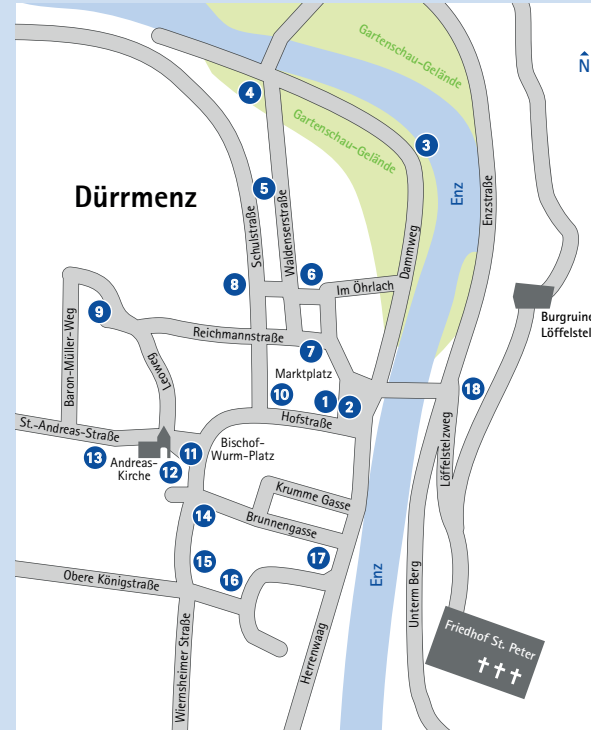 Gartenschau-Gelände
N
4
Gartenschau-Gelände
3
Dürrmenz
5
Enz
Enzstraße
Schulstraße
Waldenserstraße
Dammweg
6
8
Im Öhrlach
9
Burgruine
Löffelstel
Baron-Müller-Weg
Reichmannstraße
Leoweg
7
Marktplatz
10
1
2
18
Hofstraße
St.-Andreas-Straße
Löffelstelzweg
13
Andreas-
Kirche
12
11
Bischof-
Wurm-Platz
Krumme Gasse
14
Brunnengasse
15
17
16
Obere Königstraße
Enz
Unterm Berg
Wiernsheimer Straße
Herrenwaag
Friedhof St. Peter